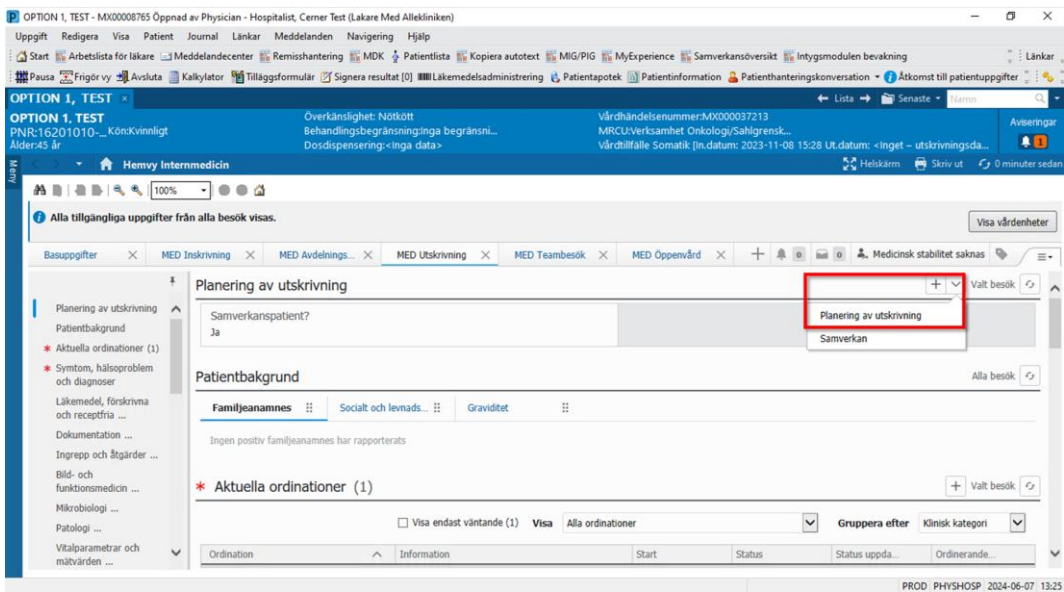 OPTION 1, TEST - MX00008765 Öppnad av Physician - Hospitalist, Cerner Test (Lakare Med Allekliniken)
Uppgift Redigera Visa Patient Journal Länkar Meddelanden Navigering Hjälp
Start Arbetslista för läkare Meddelandecenter Remisshantering MDK Patientlista Kopiera autotext MIG/PIG MyExperience Samverkansöversikt Intygsmodulen bevakning Länkar
Pausa Frigör vy Avsluta Kalkylator Tilläggsformulär Signera resultat [0] Läkemedelsadministrering Patientapotek Patientinformation Patienthanteringskonversation Åtkomst till patientuppgifter
OPTION 1, TEST × Lista Senaste Namn
OPTION 1, TEST Överkänslighet: Nötkött Vårdhändelsenummer:MX000037213
PNR:16201010-_ Kön:Kvinnligt Behandlingsbegränsning:Inga begränsni... MRCU:Verksamhet Onkologi/Sahlgrensk... Aviseringar
Ålder:45 år Dosdispensering:<Inga data> Vårdtillfälle Somatik [In.datum: 2023-11-08 15:28 Ut.datum: <Inget – utskrivningsda... 1
Meny Hemvy Internmedicin Helskärm Skriv ut 0 minuter sedan
100%
Alla tillgängliga uppgifter från alla besök visas. Visa vårdenheter
Basuppgifter MED Inskrivning MED Avdelnings... MED Utskrivning MED Teambesök MED Öppenvård 0 0 Medicinsk stabilitet saknas
Planering av utskrivning Valt besök
Planering av utskrivning
Patientbakgrund
* Aktuella ordinationer (1)
* Symtom, hälsoproblem
och diagnoser
Läkemedel, förskrivna
och receptfria ...
Dokumentation ...
Ingrepp och åtgärder ...
Bild- och
funktionsmedicin ...
Mikrobiologi ...
Patologi ...
Vitalparametrar och
mätvärden ...
Samverkanspatient?
Ja
Planering av utskrivning
Samverkan
Patientbakgrund Alla besök
Familjeanamnes Socialt och levnads... Graviditet
Ingen positiv familjeanamnes har rapporterats
* Aktuella ordinationer (1) Valt besök
Visa endast väntande (1) Visa Alla ordinationer Gruppera efter Klinisk kategori
Ordination Information Start Status Status uppda... Ordinerande...
PROD PHYSHOSP 2024-06-07 13:25